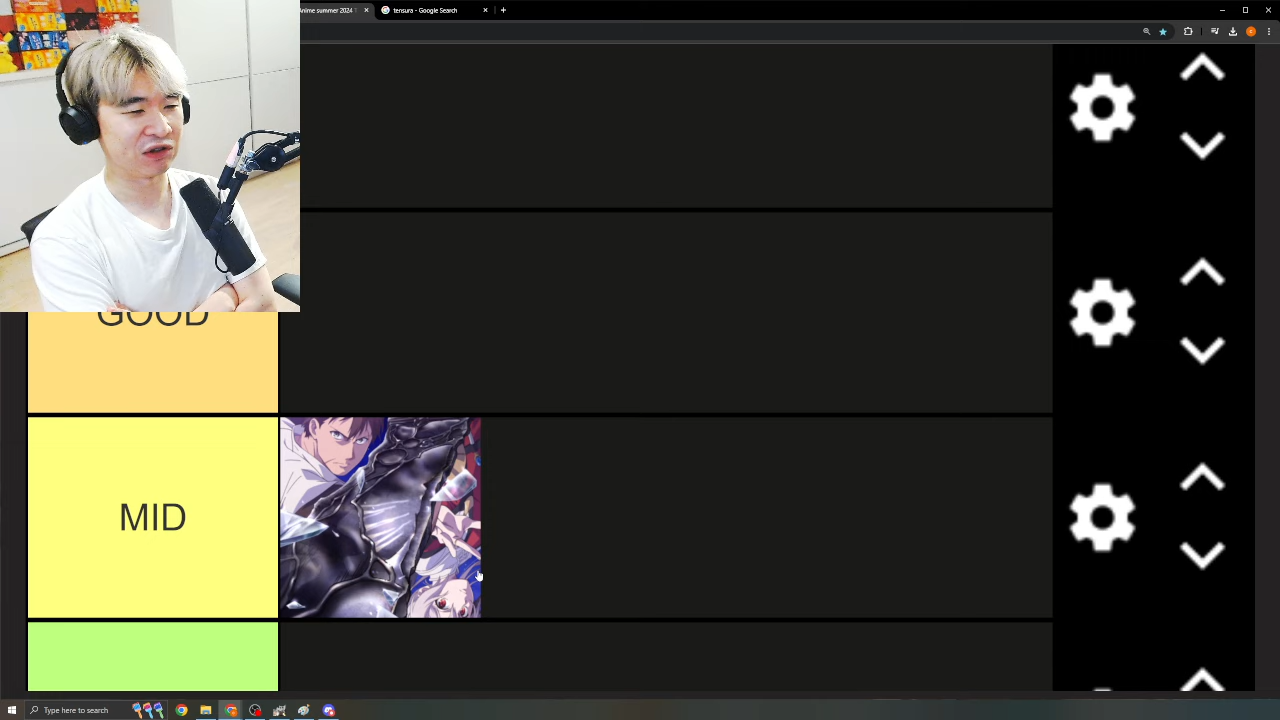 Anime summer 2024
tensura - Google Search
GOOD
MID
Type here to search